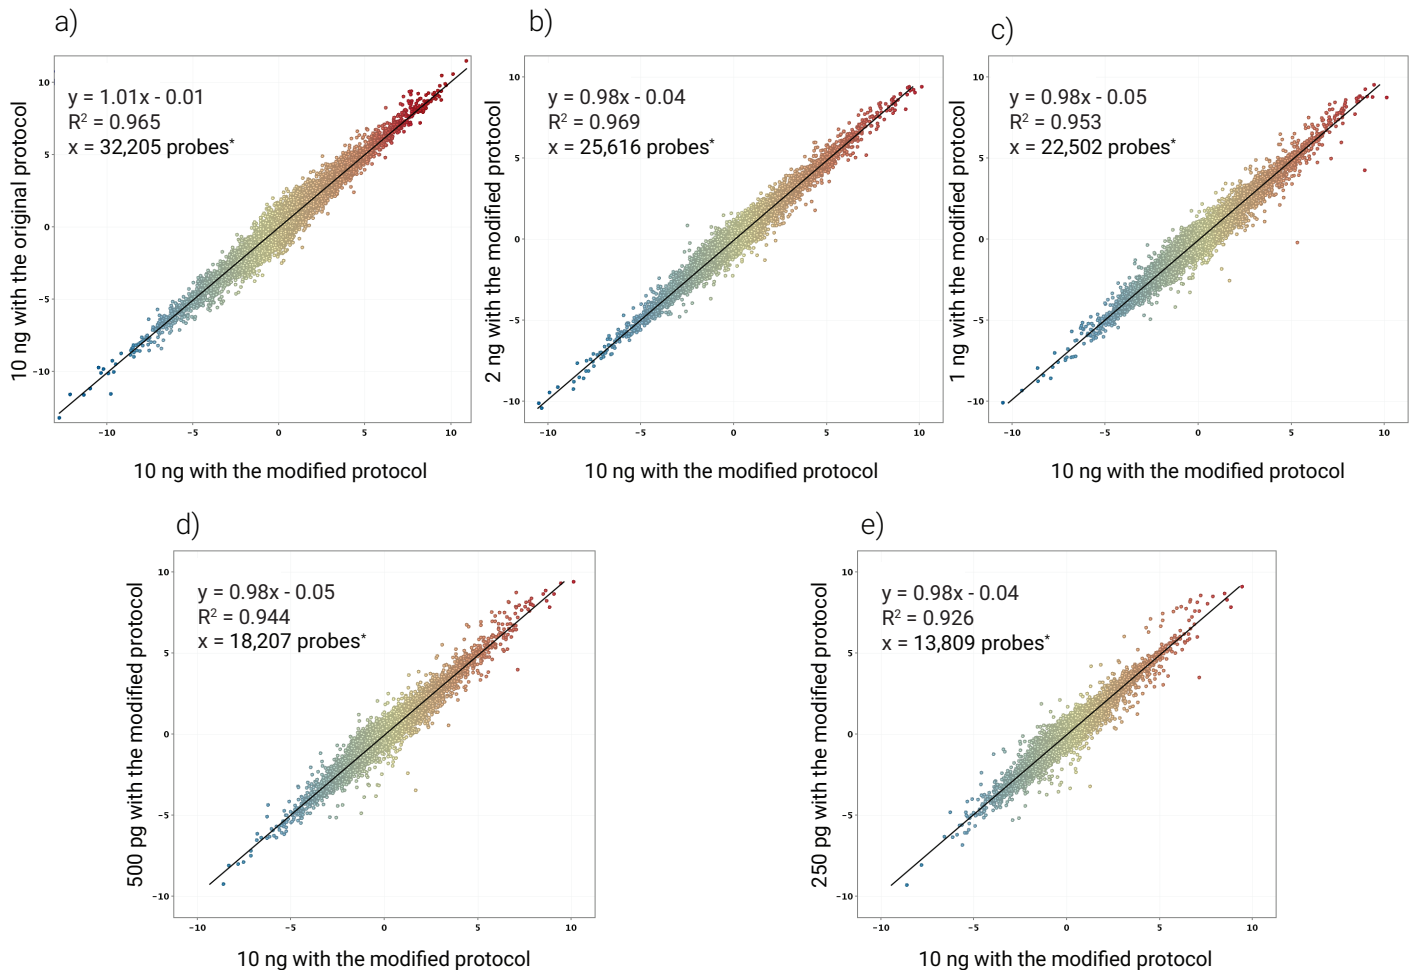 a)
10 ng with the original protocol
y = 1.01x - 0.01
R² = 0.965
x = 32,205 probes*
10
5
0
−5
−10
−10
−5
0
5
10
10 ng with the modified protocol
b)
2 ng with the modified protocol
y = 0.98x - 0.04
R² = 0.969
x = 25,616 probes*
10
5
0
−5
−10
−10
−5
0
5
10
10 ng with the modified protocol
c)
1 ng with the modified protocol
y = 0.98x - 0.05
R² = 0.953
x = 22,502 probes*
10
5
0
−5
−10
−10
−5
0
5
10
10 ng with the modified protocol
d)
500 pg with the modified protocol
y = 0.98x - 0.05
R² = 0.944
x = 18,207 probes*
10
5
0
−5
−10
−10
−5
0
5
10
10 ng with the modified protocol
e)
250 pg with the modified protocol
y = 0.98x - 0.04
R² = 0.926
x = 13,809 probes*
10
5
0
−5
−10
−10
−5
0
5
10
10 ng with the modified protocol